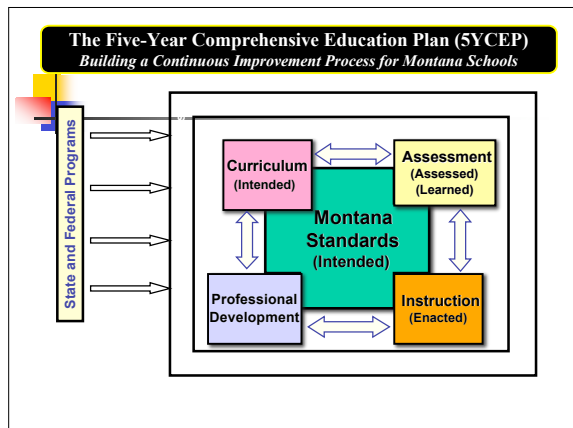 The Five-Year Comprehensive Education Plan (5YCEP)
Building a Continuous Improvement Process for Montana Schools
State and Federal Programs
Curriculum
(Intended)
Assessment
(Assessed)
(Learned)
Montana
Standards
(Intended)
Professional
Development
Instruction
(Enacted)